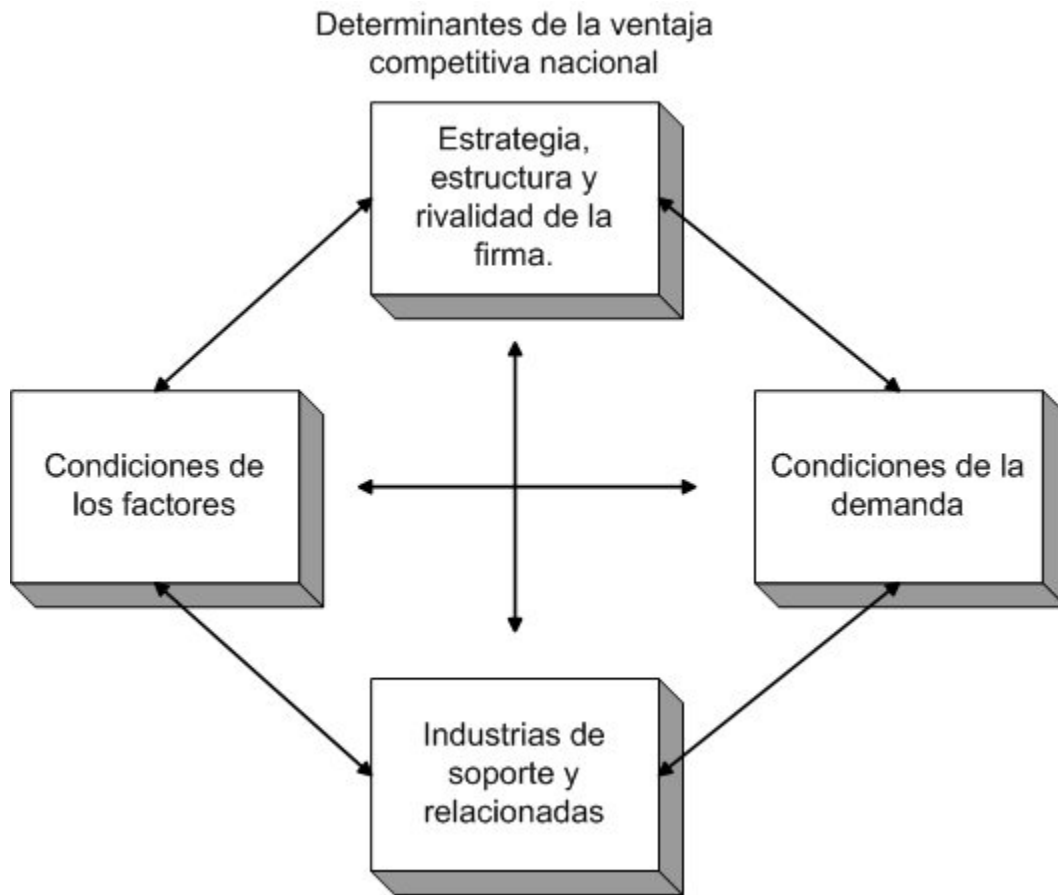 Determinantes de la ventaja
competitiva nacional
Estrategia,
estructura y
rivalidad de la
firma.
Condiciones de
los factores
Condiciones de la
demanda
Industrias de
soporte y
relacionadas